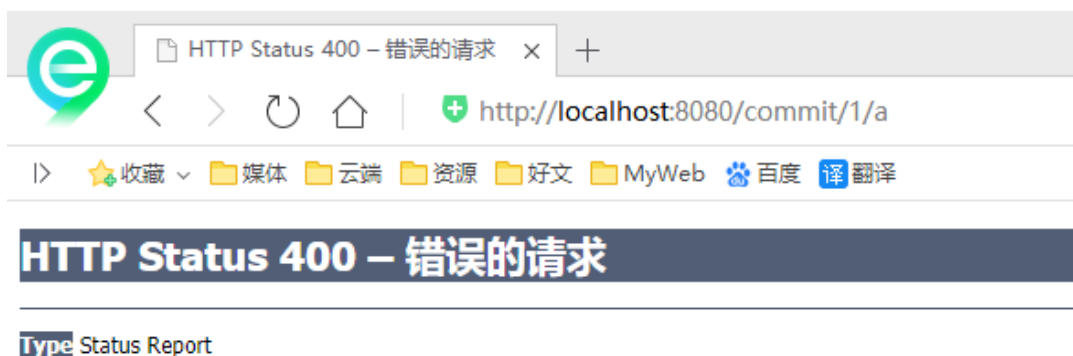 HTTP Status 400 – 错误的请求
http://localhost:8080/commit/1/a
收藏 媒体 云端 资源 好文 MyWeb 百度 译 翻译
HTTP Status 400 – 错误的请求
Type Status Report